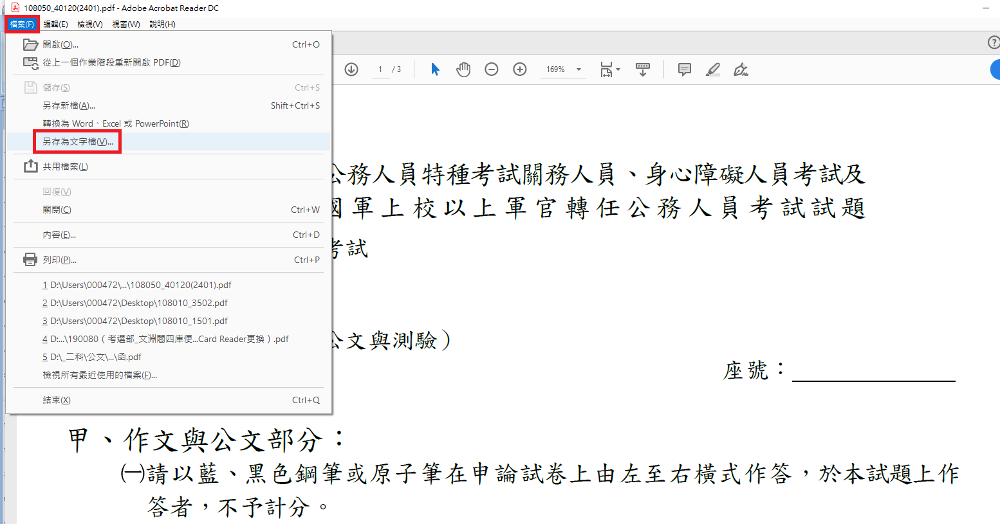 108050_40120(2401).pdf - Adobe Acrobat Reader DC
檔案(F) 編輯(E) 檢視(V) 視窗(W) 說明(H)
開啟(O)... Ctrl+O
從上一個作業階段重新開啟 PDF(D)
儲存(S) Ctrl+S
另存新檔(A)... Shift+Ctrl+S
轉換為 Word、Excel 或 PowerPoint(R)
另存為文字檔(V)...
共用檔案(L)
回復(V)
關閉(C) Ctrl+W
內容(E)... Ctrl+D
列印(P)... Ctrl+P
1 D:\Users\000472\...\108050_40120(2401).pdf
2 D:\Users\000472\Desktop\108010_3502.pdf
3 D:\Users\000472\Desktop\108010_1501.pdf
4 D:...\190080（考選部_文淵閣四庫便...Card Reader更換）.pdf
5 D:\_二科\公文\...\函.pdf
檢視所有最近使用的檔案(F)...
結束(X) Ctrl+Q
1 / 3 169%
?
公務人員特種考試關務人員、身心障礙人員考試及
國軍上校以上軍官轉任公務人員考試試題
考試
公文與測驗）
座號：
甲、作文與公文部分：
㈠請以藍、黑色鋼筆或原子筆在申論試卷上由左至右橫式作答，於本試題上作
答者，不予計分。